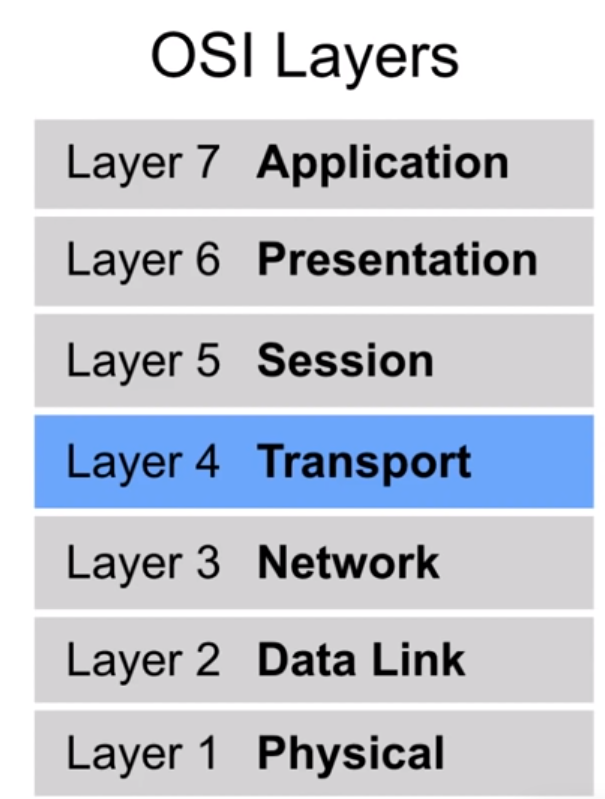 OSI Layers
Layer 7 Application
Layer 6 Presentation
Layer 5 Session
Layer 4 Transport
Layer 3 Network
Layer 2 Data Link
Layer 1 Physical